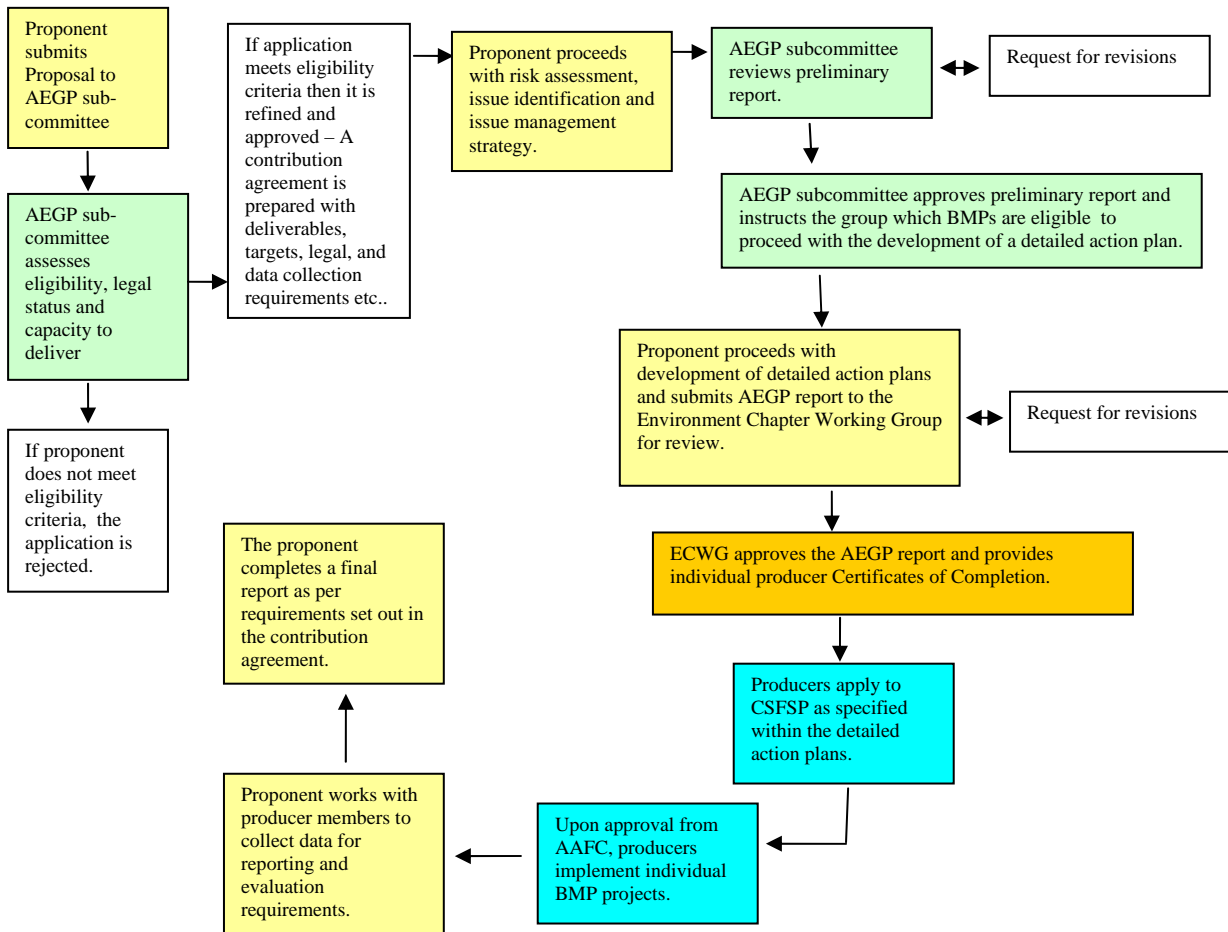 Proponent
submits
Proposal to
AEGP sub-
committee
AEGP sub-
committee
assesses
eligibility, legal
status and
capacity to
deliver
If proponent
does not meet
eligibility
criteria,  the
application is
rejected.
If application
meets eligibility
criteria then it is
refined and
approved – A
contribution
agreement is
prepared with
deliverables,
targets, legal, and
data collection
requirements etc..
Proponent proceeds
with risk assessment,
issue identification and
issue management
strategy.
AEGP subcommittee
reviews preliminary
report.
Request for revisions
AEGP subcommittee approves preliminary report and
instructs the group which BMPs are eligible  to
proceed with the development of a detailed action plan.
Proponent proceeds with
development of detailed action plans
and submits AEGP report to the
Environment Chapter Working Group
for review.
Request for revisions
ECWG approves the AEGP report and provides
individual producer Certificates of Completion.
Producers apply to
CSFSP as specified
within the detailed
action plans.
Upon approval from
AAFC, producers
implement individual
BMP projects.
Proponent works with
producer members to
collect data for
reporting and
evaluation
requirements.
The proponent
completes a final
report as per
requirements set out in
the contribution
agreement.